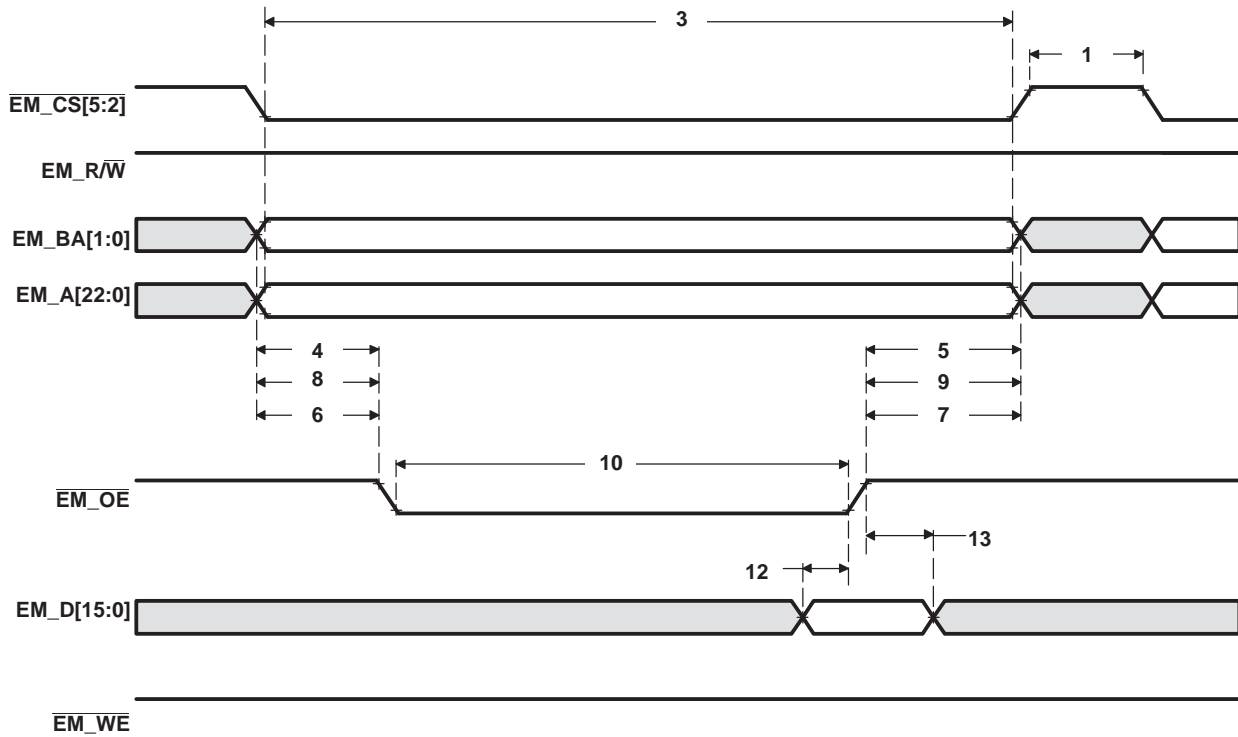 3
1
EM_CS[5:2]
EM_R/W
EM_BA[1:0]
EM_A[22:0]
4 5
8 9
6 7
10
EM_OE
13
12
EM_D[15:0]
EM_WE